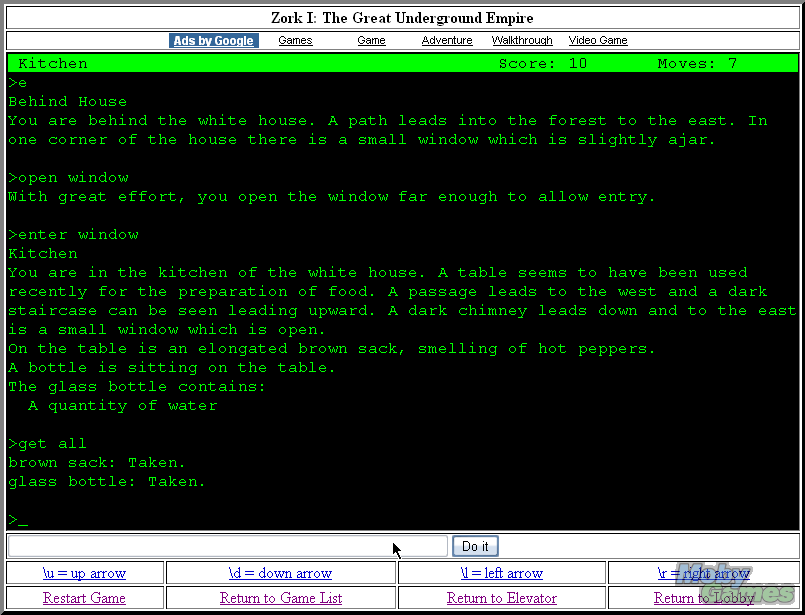 Zork I: The Great Underground Empire
Ads by Google Games Game Adventure Walkthrough Video Game
Kitchen Score: 10 Moves: 7
>e
Behind House
You are behind the white house. A path leads into the forest to the east. In
one corner of the house there is a small window which is slightly ajar.
>open window
With great effort, you open the window far enough to allow entry.
>enter window
Kitchen
You are in the kitchen of the white house. A table seems to have been used
recently for the preparation of food. A passage leads to the west and a dark
staircase can be seen leading upward. A dark chimney leads down and to the east
is a small window which is open.
On the table is an elongated brown sack, smelling of hot peppers.
A bottle is sitting on the table.
The glass bottle contains:
A quantity of water
>get all
brown sack: Taken.
glass bottle: Taken.
>_
Do it
\u = up arrow \d = down arrow \l = left arrow \r = right arrow
Restart Game Return to Game List Return to Elevator Return to Lobby
Moby Games